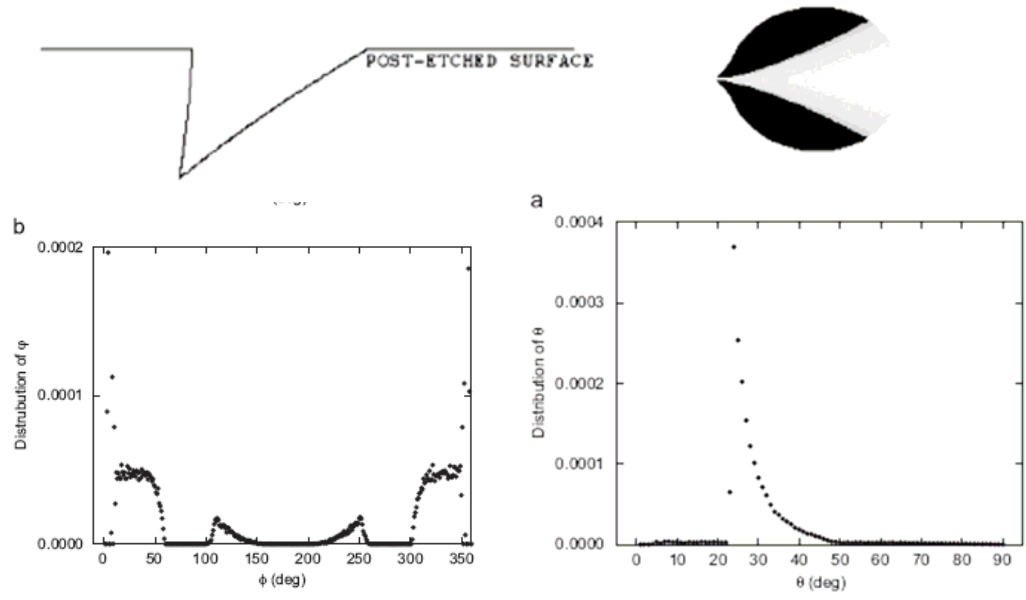 POST-ETCHED SURFACE
b
0.0002
0.0001
0.0000
Distrubution of φ
0 50 100 150 200 250 300 350
ϕ (deg)
a
0.0004
0.0003
0.0002
0.0001
0.0000
Distribution of θ
0 10 20 30 40 50 60 70 80 90
θ (deg)